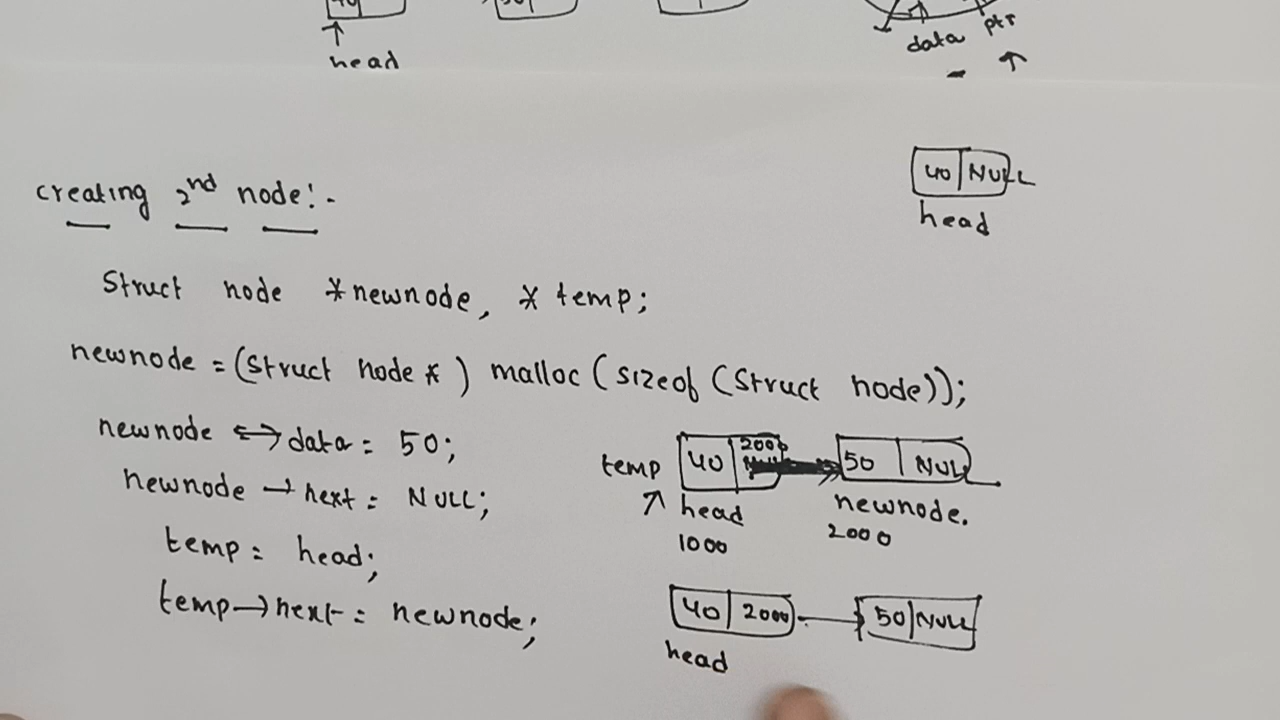 40 50
head
data ptr
creating 2nd node:-
40 NULL
head
Struct node *newnode, * temp;
newnode = (Struct node *) malloc (sizeof (Struct node));
newnode → data = 50;
newnode → next = NULL;
temp = head;
temp → next = newnode;
temp 40 2000 50 NULL
head newnode.
1000 2000
40 2000 50 NULL
head